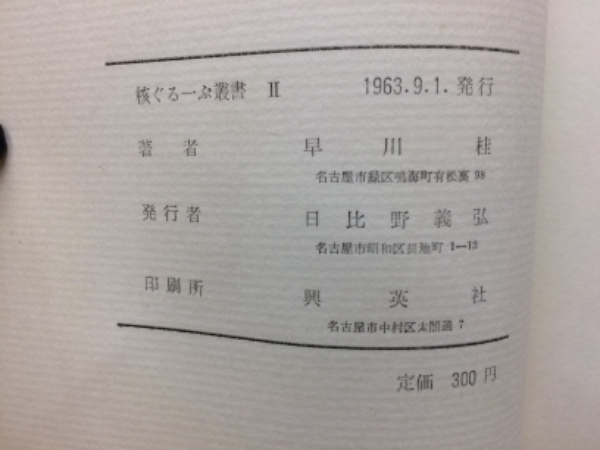 核ぐるーぷ叢書 II 1963.9.1.発行
著者 早川桂
名古屋市緑区鳴海町有松裏 98
発行者 日比野義弘
名古屋市昭和区長池町 1―13
印刷所 興英社
名古屋市中村区太閤通 7
定価 300円